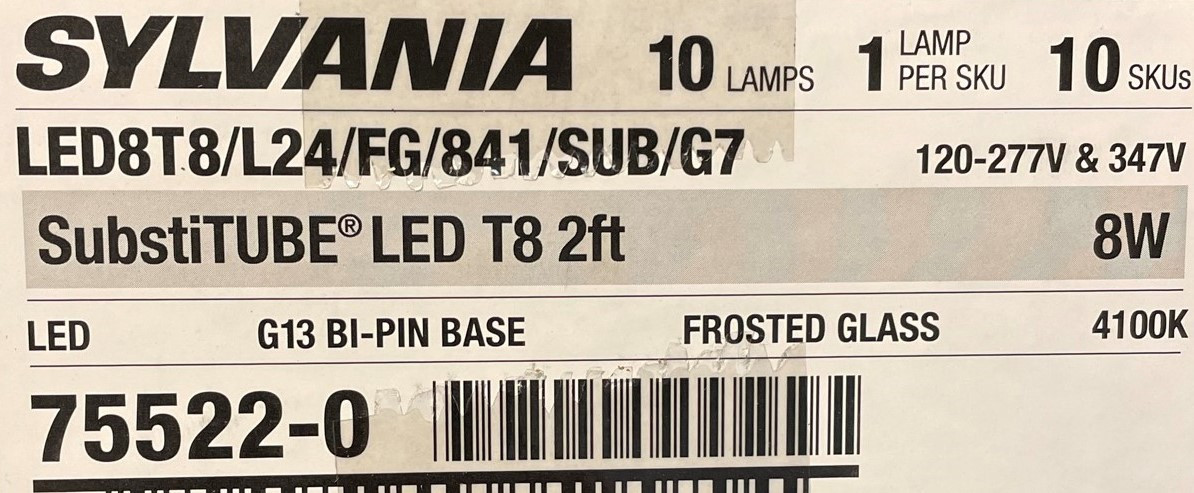 SYLVANIA 10 LAMPS 1 LAMP PER SKU 10 SKUs
LED8T8/L24/FG/841/SUB/G7 120-277V & 347V
SubstiTUBE® LED T8 2ft 8W
LED G13 BI-PIN BASE FROSTED GLASS 4100K
75522-0